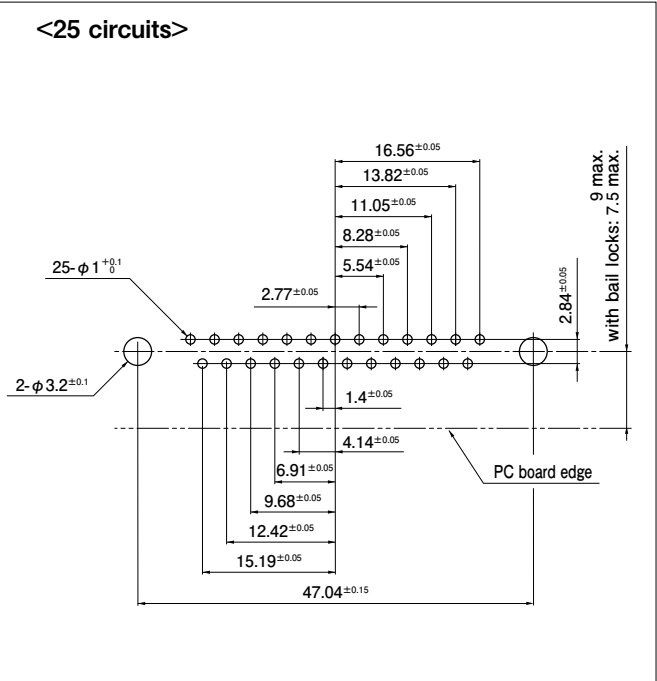 <25 circuits>
16.56±0.05
13.82±0.05
11.05±0.05
8.28±0.05
5.54±0.05
2.77±0.05
25-φ1 +0.1 0
2-φ3.2±0.1
2.84±0.05
9 max.
with bail locks: 7.5 max.
1.4±0.05
4.14±0.05
6.91±0.05
9.68±0.05
12.42±0.05
15.19±0.05
47.04±0.15
PC board edge